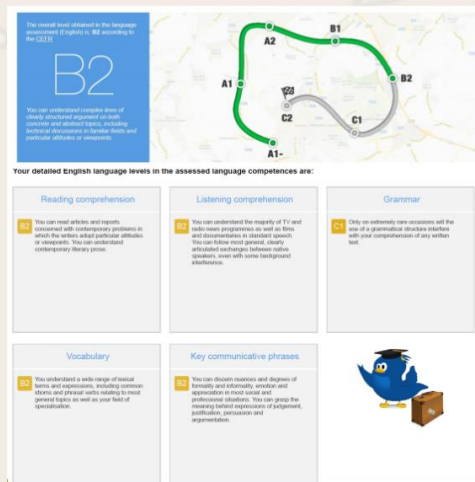 The overall level obtained in the language
assessment (English) is, B2 according to
the CEFR
B2
You can understand complex lines of
clearly structured argument on both
concrete and abstract topics, including
technical discussions in familiar fields and
particular attitudes or viewpoints.
A2
B1
A1
B2
C2
C1
A1-
Your detailed English language levels in the assessed language competences are:
Reading comprehension
B2
You can read articles and reports
concerned with contemporary problems in
which the writers adopt particular attitudes
or viewpoints. You can understand
contemporary literary prose.
Listening comprehension
B2
You can understand the majority of TV and
radio news programmes as well as films
and documentaries in standard speech.
You can follow most general, clearly
articulated exchanges between native
speakers, even with some background
interference.
Grammar
C1
Only on extremely rare occasions will the
use of a grammatical structure interfere
with your comprehension of any written
text.
Vocabulary
B2
You understand a wide range of lexical
terms and expressions, including common
idioms and phrasal verbs relating to most
general topics as well as your field of
specialisation.
Key communicative phrases
B2
You can discern nuances and degrees of
formality and informality, emotion and
appreciation in most social and
professional situations. You can grasp the
meaning behind expressions of judgement,
justification, persuasion and
argumentation.